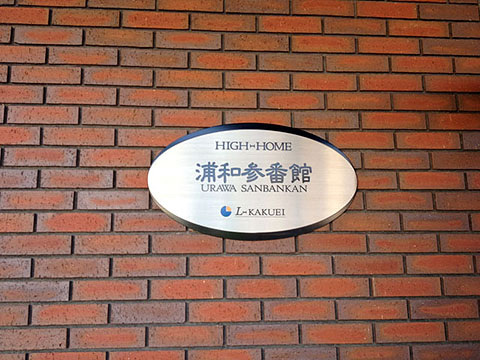 HIGH-HOME
浦和参番館
URAWA SANBANKAN
L-KAKUEI